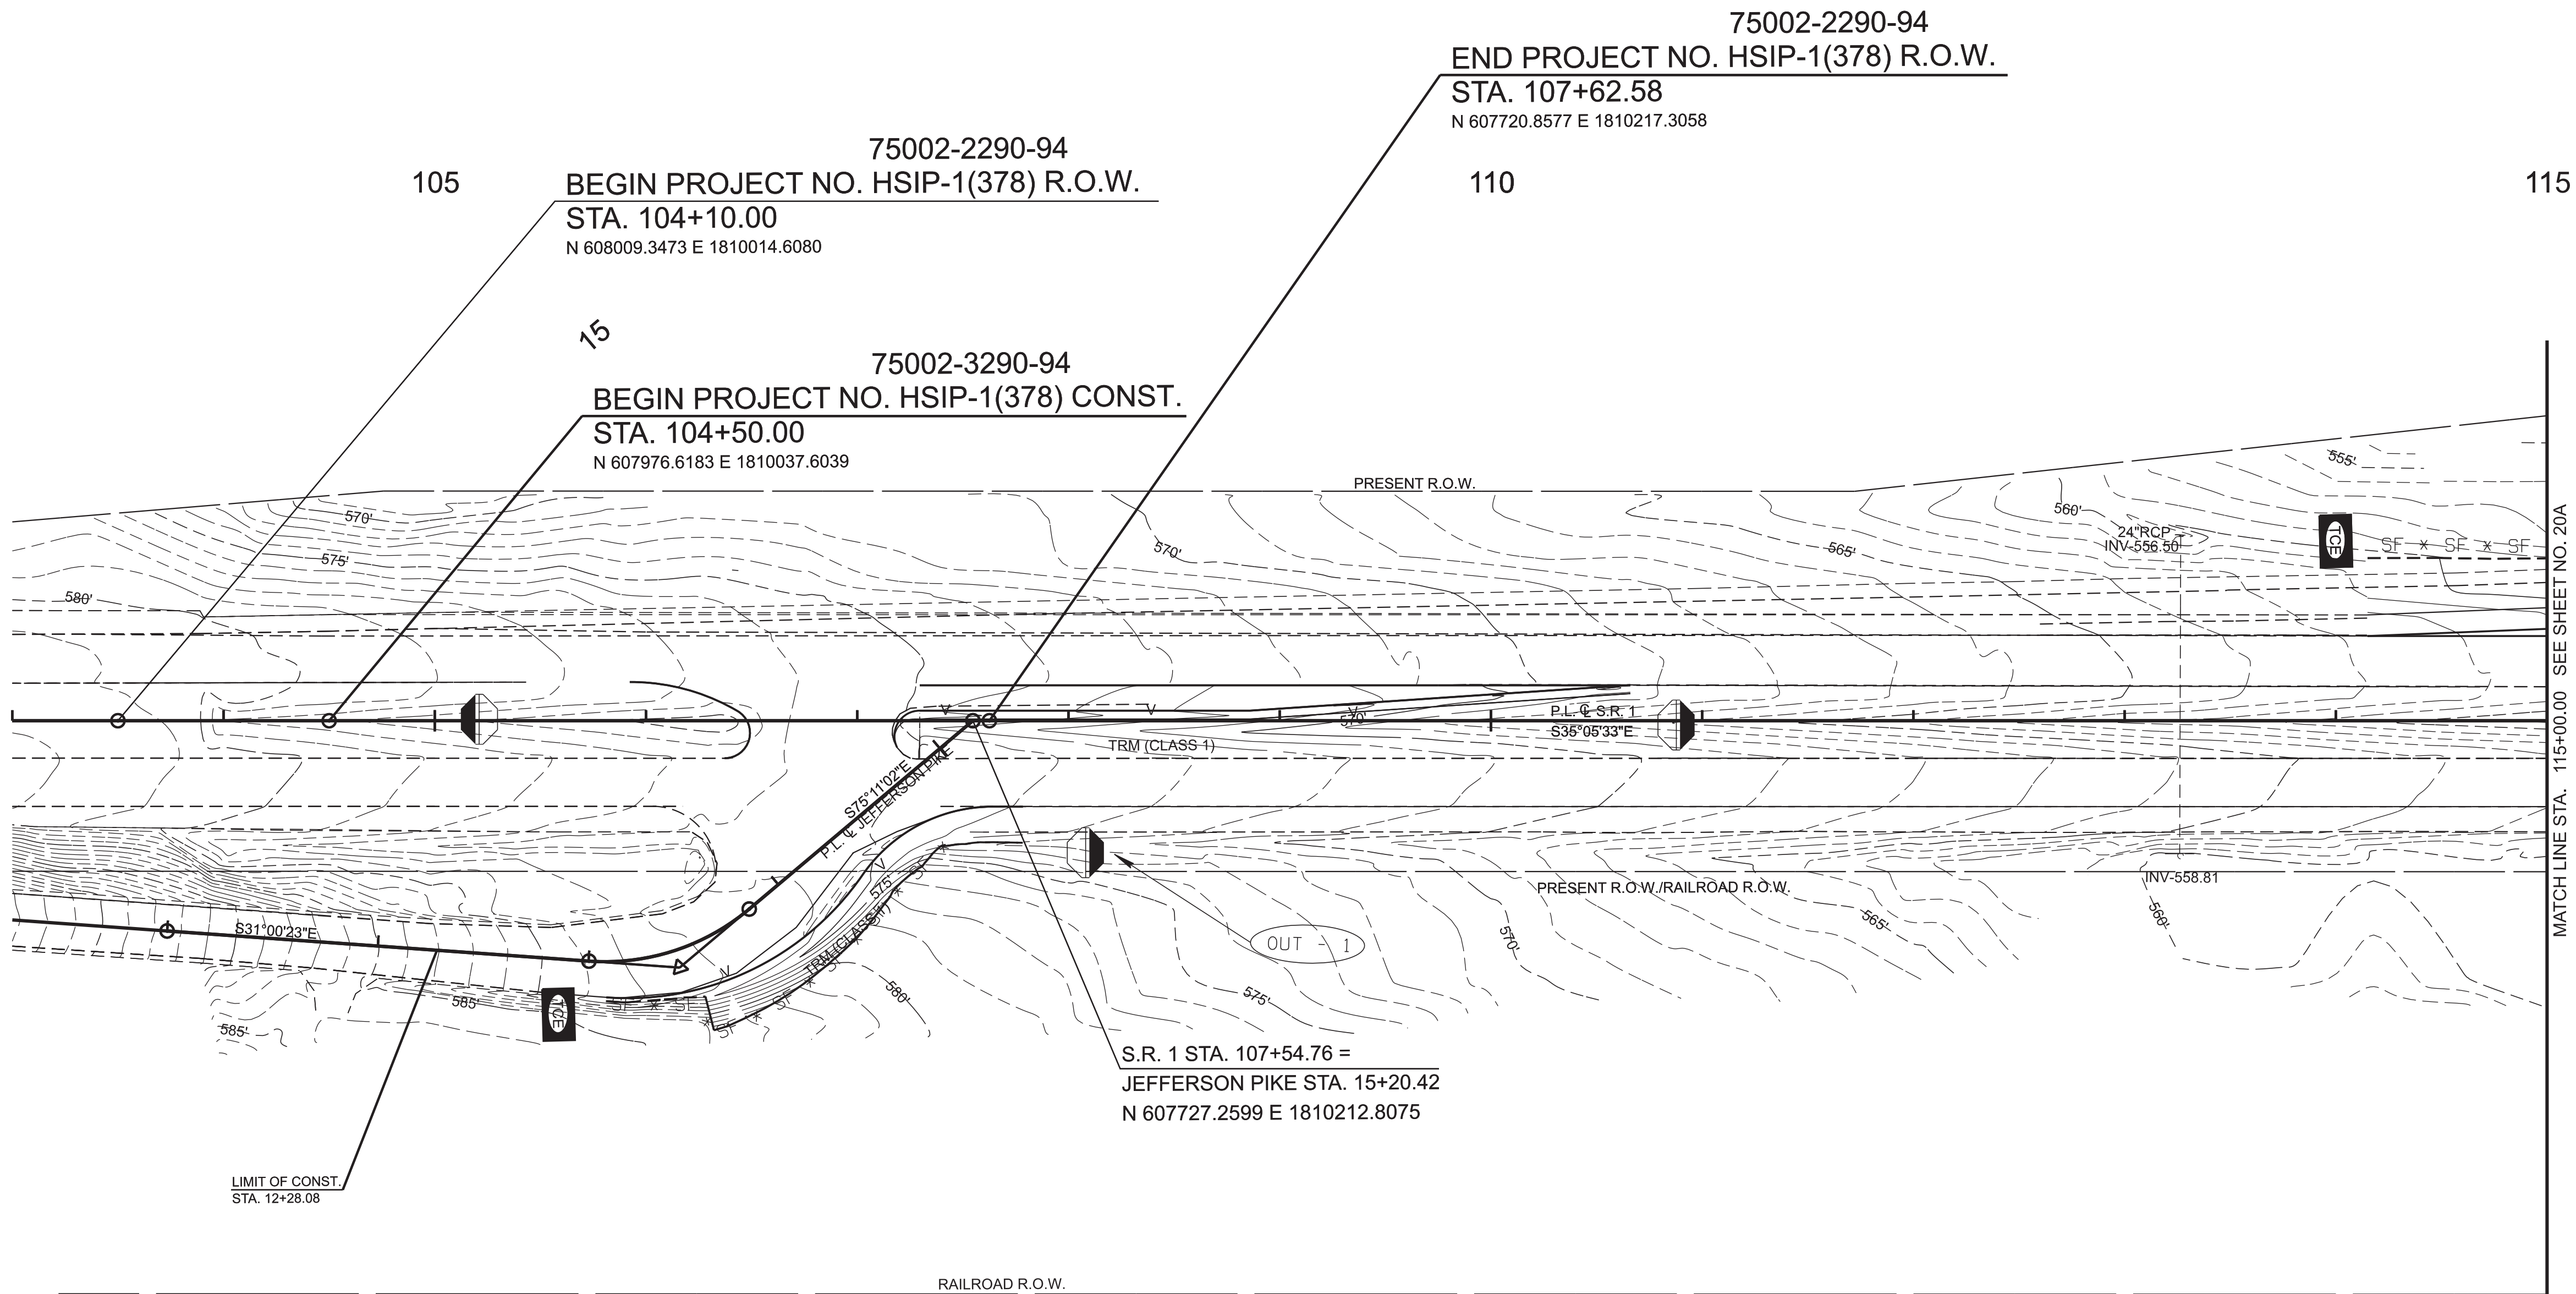 75002-2290-94
END PROJECT NO. HSIP-1(378) R.O.W.
STA. 107+62.58
N 607720.8577 E 1810217.3058
75002-2290-94
BEGIN PROJECT NO. HSIP-1(378) R.O.W.
STA. 104+10.00
N 608009.3473 E 1810014.6080
105
110
115
15
75002-3290-94
BEGIN PROJECT NO. HSIP-1(378) CONST.
STA. 104+50.00
N 607976.6183 E 1810037.6039
PRESENT R.O.W.
555'
570'
560'
575'
570'
565'
24"RCP
INV-556.50
TCE
SF * SF * SF
580'
MATCH LINE STA. 115+00.00 SEE SHEET NO. 20A
V
V
V
570'
P.L. ℄ S.R. 1
S35°05'33"E
TRM (CLASS 1)
S75°11'02"E
P.L. ℄ JEFFERSON PIKE
V
575'
INV-558.81
PRESENT R.O.W./RAILROAD R.O.W.
S31°00'23"E
TRM (CLASS II)
OUT - 1
570'
565'
560'
V
585'
TCE
SF * SF * SF * SF * SF * SF *
580'
575'
585'
S.R. 1 STA. 107+54.76 =
JEFFERSON PIKE STA. 15+20.42
N 607727.2599 E 1810212.8075
LIMIT OF CONST.
STA. 12+28.08
RAILROAD R.O.W.